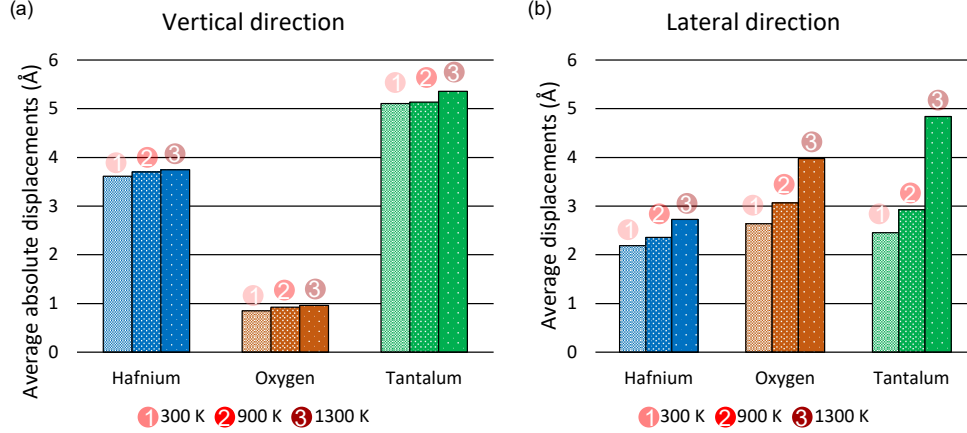 (a)
Vertical direction
Average absolute displacements (Å)
6
5
4
3
2
1
0
1 2 3
1 2 3
1 2 3
Hafnium Oxygen Tantalum
1 300 K 2 900 K 3 1300 K
(b)
Lateral direction
Average displacements (Å)
6
5
4
3
2
1
0
1 2 3
1 2 3
1 2 3
Hafnium Oxygen Tantalum
1 300 K 2 900 K 3 1300 K